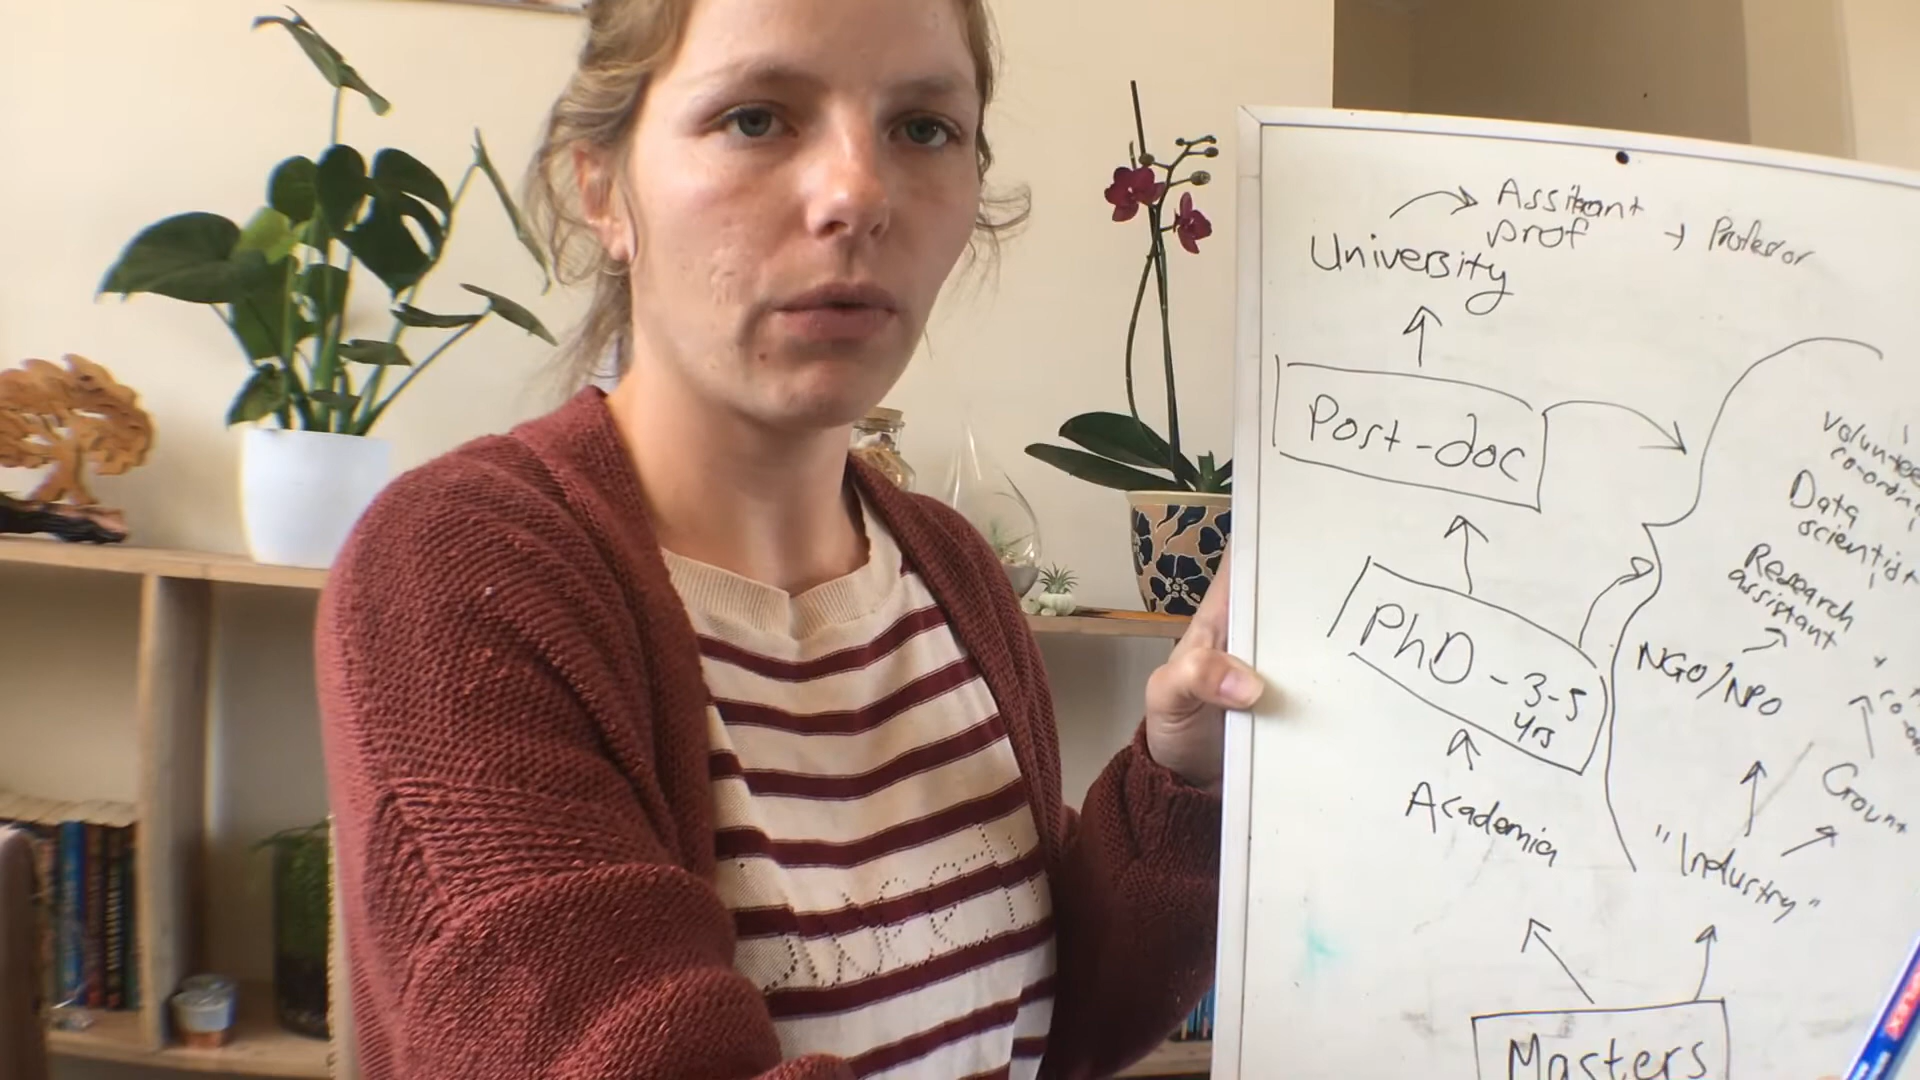 Assitant
prof
→ Professor
University
Post-doc
Data
scientist
Research
assistant
NGO/NPO
PhD - 3-5
yrs
Academia
"Industry"
Masters